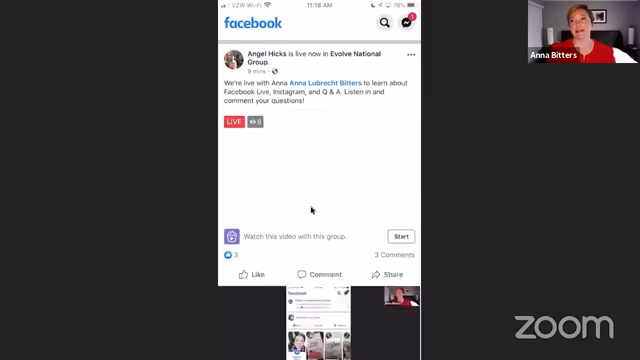 VZW Wi-Fi
11:16 AM
78%
facebook
1
Angel Hicks is live now in Evolve National
Group.
9 mins
We're live with Anna Anna Lubrecht Bitters to learn about
Facebook Live, Instagram, and Q & A. Listen in and
comment your questions!
LIVE
6
Watch this video with this group.
Start
3
3 Comments
Like
Comment
Share
facebook
Anna Bitters
zoom